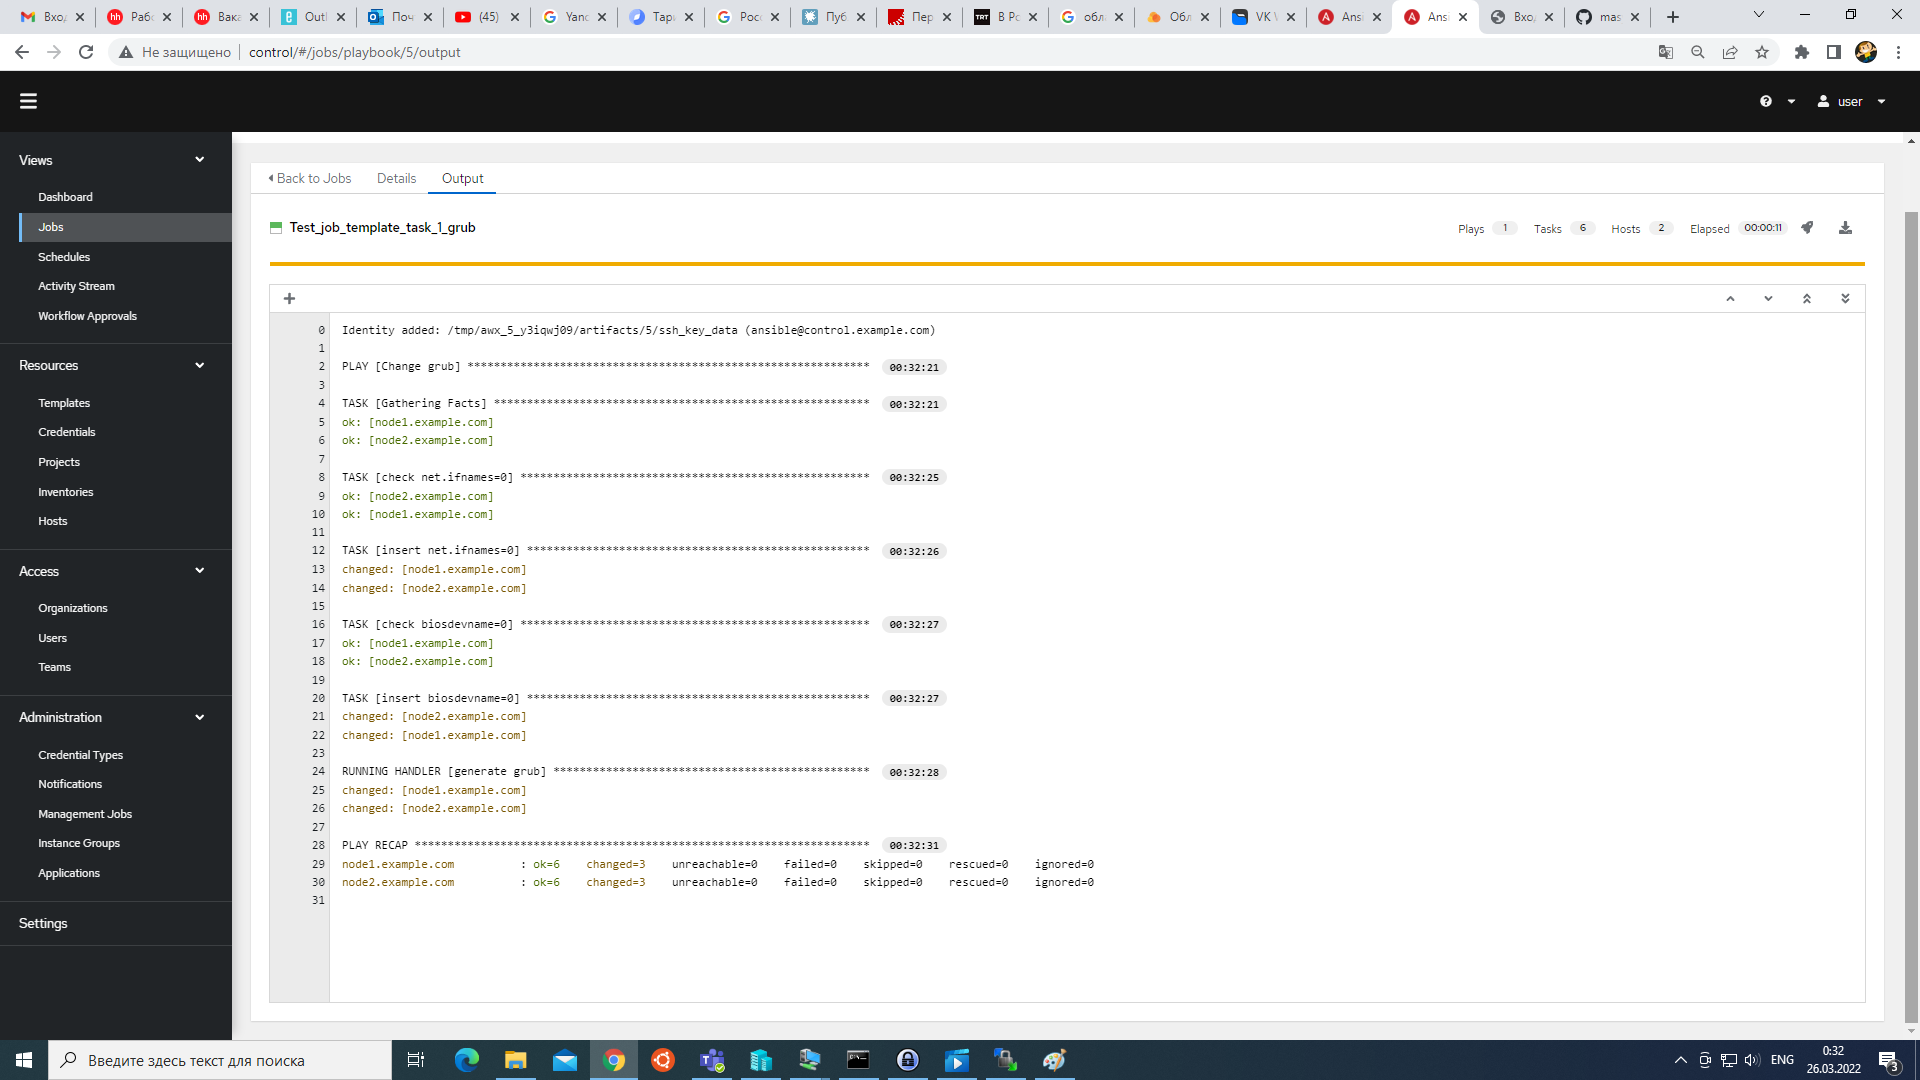 Вход
Рабо
Вака
Outl
Поч
(45)
Yanc
Тари
Росс
Пуб
Пер
TRT
В Рс
обл
Обл
VK \
Ansi
Ansi
Вход
mas
Не защищено
control/#/jobs/playbook/5/output
user
Views
Dashboard
Jobs
Schedules
Activity Stream
Workflow Approvals
Resources
Templates
Credentials
Projects
Inventories
Hosts
Access
Organizations
Users
Teams
Administration
Credential Types
Notifications
Management Jobs
Instance Groups
Applications
Settings
Back to Jobs
Details
Output
Test_job_template_task_1_grub
Plays 1 Tasks 6 Hosts 2 Elapsed 00:00:11
0 Identity added: /tmp/awx_5_y3iqwj09/artifacts/5/ssh_key_data (ansible@control.example.com)
1
2 PLAY [Change grub] ************************************************************* 00:32:21
3
4 TASK [Gathering Facts] ********************************************************* 00:32:21
5 ok: [node1.example.com]
6 ok: [node2.example.com]
7
8 TASK [check net.ifnames=0] ***************************************************** 00:32:25
9 ok: [node2.example.com]
10 ok: [node1.example.com]
11
12 TASK [insert net.ifnames=0] **************************************************** 00:32:26
13 changed: [node1.example.com]
14 changed: [node2.example.com]
15
16 TASK [check biosdevname=0] ***************************************************** 00:32:27
17 ok: [node1.example.com]
18 ok: [node2.example.com]
19
20 TASK [insert biosdevname=0] **************************************************** 00:32:27
21 changed: [node2.example.com]
22 changed: [node1.example.com]
23
24 RUNNING HANDLER [generate grub] ************************************************ 00:32:28
25 changed: [node1.example.com]
26 changed: [node2.example.com]
27
28 PLAY RECAP ********************************************************************* 00:32:31
29 node1.example.com : ok=6 changed=3 unreachable=0 failed=0 skipped=0 rescued=0 ignored=0
30 node2.example.com : ok=6 changed=3 unreachable=0 failed=0 skipped=0 rescued=0 ignored=0
31
Введите здесь текст для поиска
ENG
0:32
26.03.2022
3